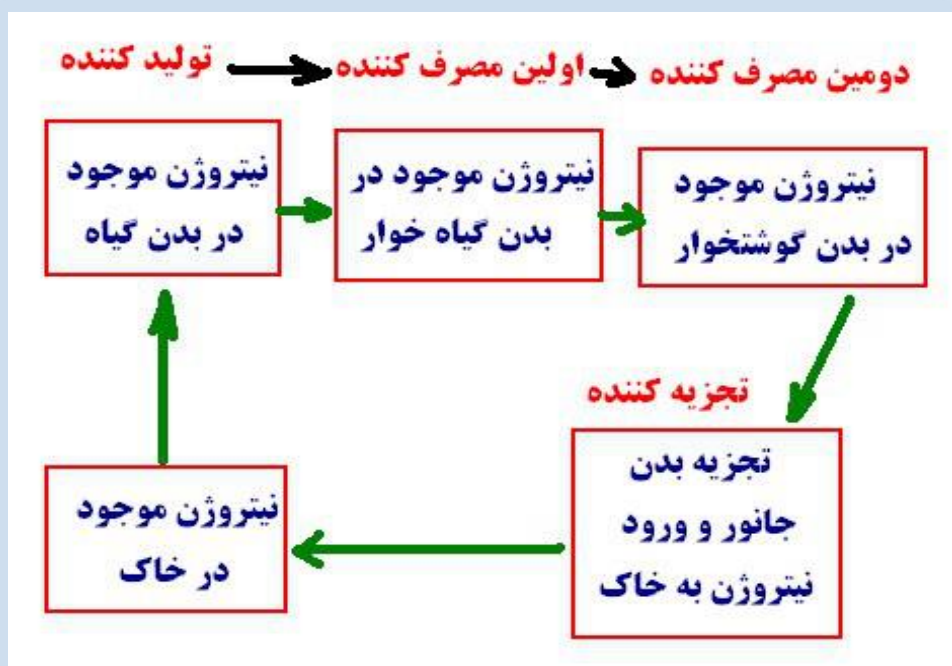 تولید کننده
اولین مصرف کننده
دومین مصرف کننده
نیتروژن موجود
در بدن گیاه
نیتروژن موجود در
بدن گیاه خوار
نیتروژن موجود
در بدن گوشتخوار
تجزیه کننده
تجزیه بدن
جانور و ورود
نیتروژن به خاک
نیتروژن موجود
در خاک